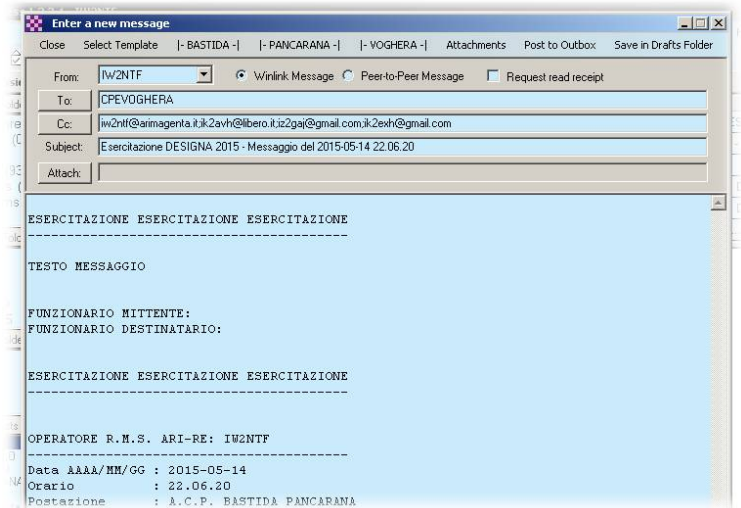 Enter a new message
Close Select Template |- BASTIDA -| |- PANCARANA -| |- VOGHERA -| Attachments Post to Outbox Save in Drafts Folder
From: IW2NTF Winlink Message Peer-to-Peer Message Request read receipt
To: CPEVOGHERA
Cc: iw2ntf@arimagenta.it;ik2avh@libero.it;iz2gaj@gmail.com;ik2exh@gmail.com
Subject: Esercitazione DESIGNA 2015 - Messaggio del 2015-05-14 22.06.20
Attach:
ESERCITAZIONE ESERCITAZIONE ESERCITAZIONE
-----------------------------------------
TESTO MESSAGGIO
FUNZIONARIO MITTENTE:
FUNZIONARIO DESTINATARIO:
ESERCITAZIONE ESERCITAZIONE ESERCITAZIONE
-----------------------------------------
OPERATORE R.M.S. ARI-RE: IW2NTF
-----------------------------------------
Data AAAA/MM/GG : 2015-05-14
Orario : 22.06.20
Postazione : A.C.P. BASTIDA PANCARANA